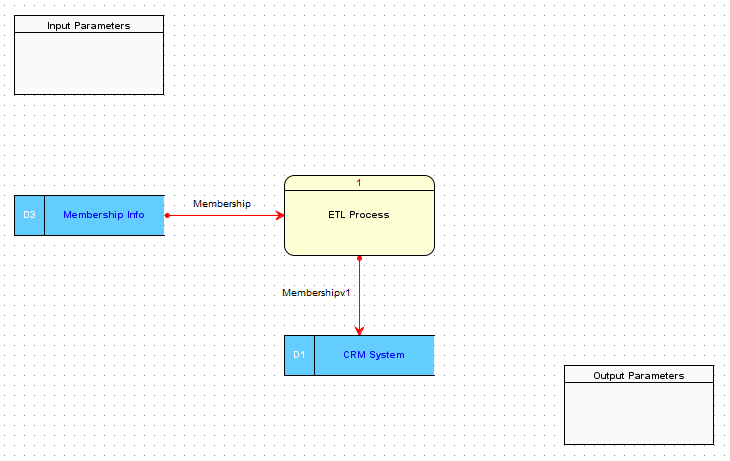 Input Parameters
1
D3
Membership Info
Membership
ETL Process
Membershipv1
D1
CRM System
Output Parameters